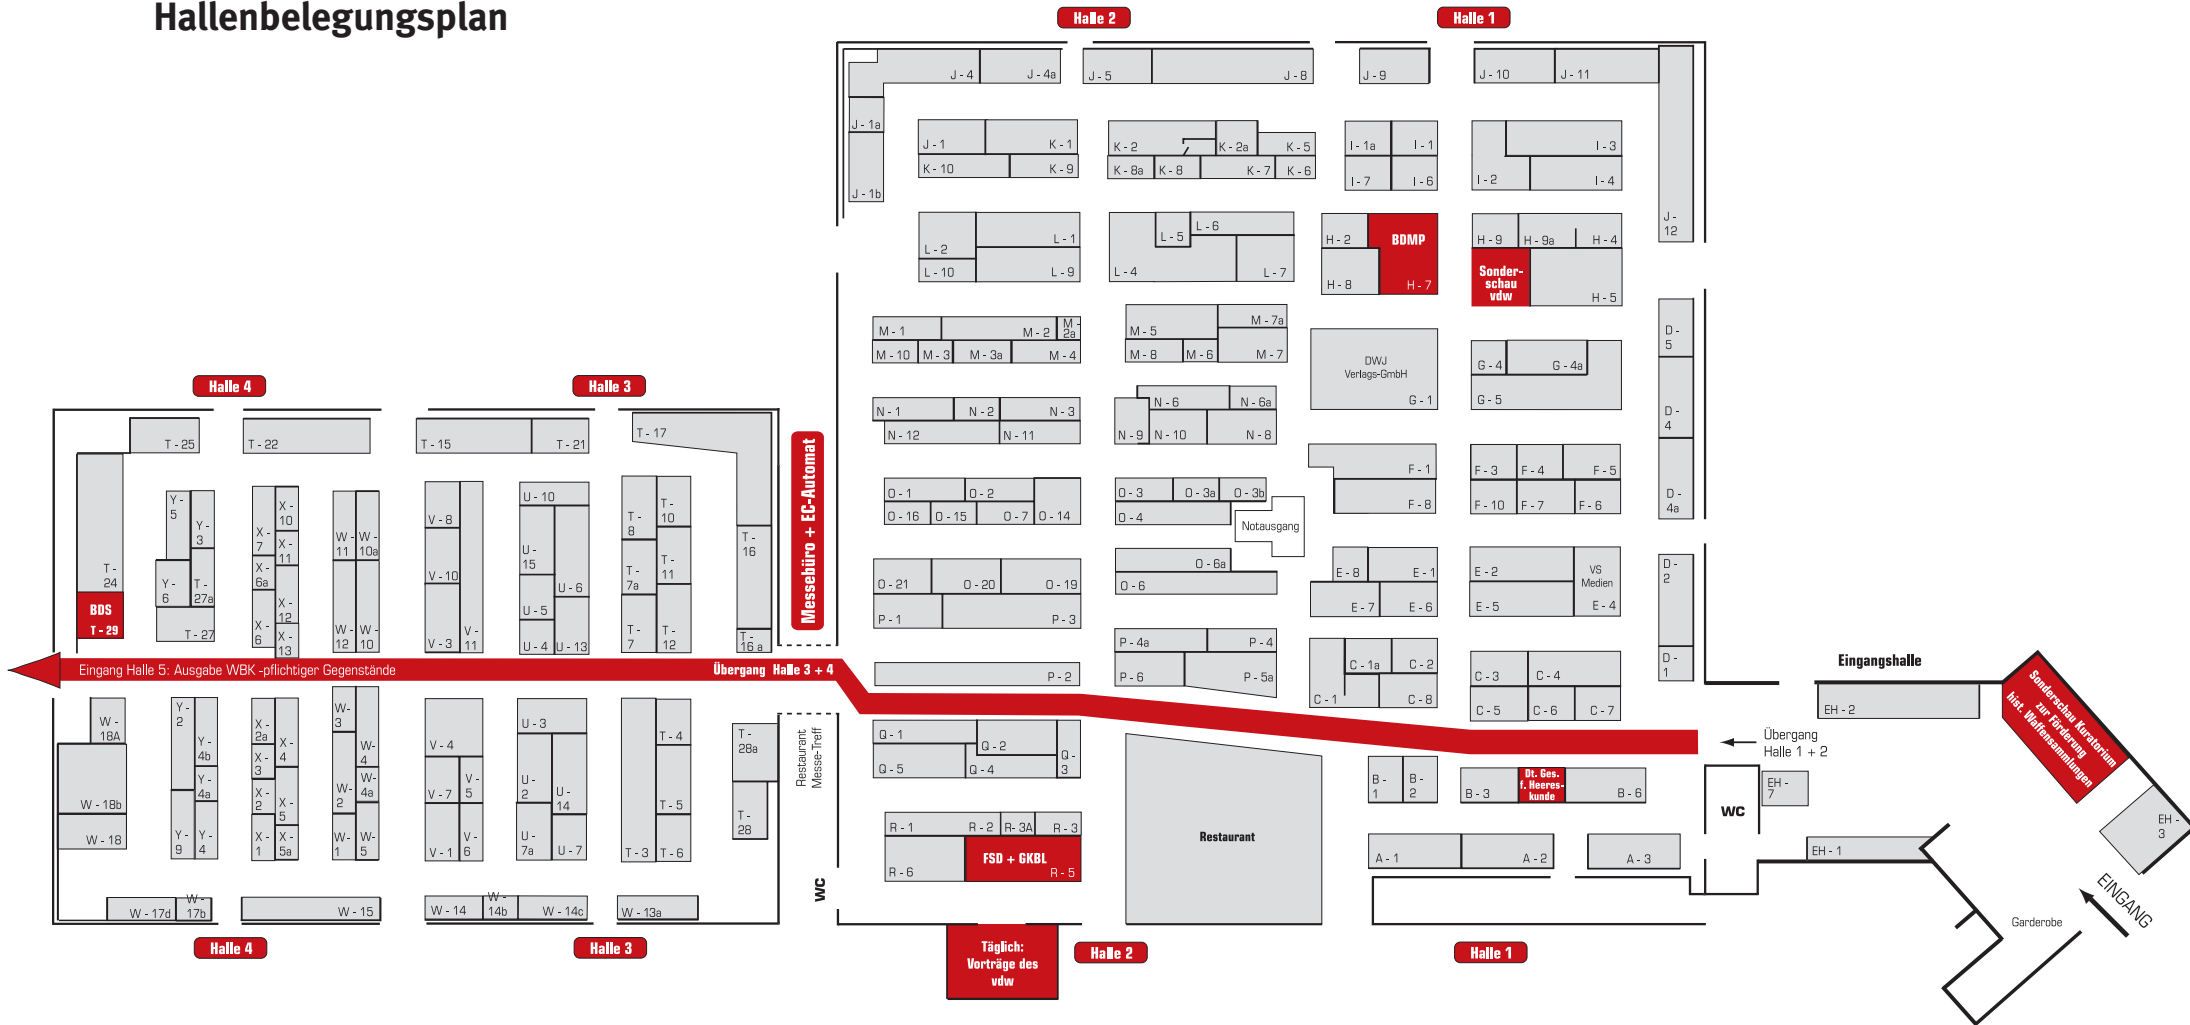 Hallenbelegungsplan
Halle 2
Halle 1
J - 4
J - 4a
J - 5
J - 8
J - 9
J - 10
J - 11
J - 1a
J - 1b
J -
12
J - 1
K - 1
K - 10
K - 9
K - 2
K - 2a
K - 5
K - 8a
K - 8
K - 7
K - 6
I - 1a
I - 1
I - 7
I - 6
I - 3
I - 2
I - 4
L - 2
L - 1
L - 10
L - 9
L - 5
L - 6
L - 4
L - 7
H - 2
BDMP
H - 8
H - 7
H - 9
H - 9a
H - 4
Sonder-
schau
vdw
H - 5
M - 1
M - 2
M -
2a
M - 10
M - 3
M - 3a
M - 4
M - 5
M - 7a
M - 8
M - 6
M - 7
DWJ
Verlags-GmbH
G - 1
G - 4
G - 4a
G - 5
D -
5
D -
4
D -
4a
D -
2
D -
1
N - 1
N - 2
N - 3
N - 12
N - 11
N - 6
N - 6a
N - 9
N - 10
N - 8
F - 1
F - 8
F - 3
F - 4
F - 5
F - 10
F - 7
F - 6
O - 1
O - 2
O - 16
O - 15
O - 7
O - 14
O - 3
O - 3a
O - 3b
O - 4
Notausgang
O - 6a
O - 6
E - 8
E - 1
E - 7
E - 6
E - 2
VS
Medien
E - 5
E - 4
O - 21
O - 20
O - 19
P - 1
P - 3
P - 4a
P - 4
P - 6
P - 5a
P - 2
C - 1a
C - 2
C - 1
C - 8
C - 3
C - 4
C - 5
C - 6
C - 7
Halle 4
Halle 3
T - 25
T - 22
T - 15
T - 21
T - 17
Messebüro + EC-Automat
T -
24
BDS
T - 29
Y -
5
Y -
3
Y -
6
T -
27a
T - 27
X -
10
X -
7
X -
11
X -
6a
X -
12
X -
6
X -
13
W -
11
W -
10a
W -
12
W -
10
V - 8
V - 10
V - 3
V -
11
U - 10
U -
15
U - 6
U - 5
U - 4
U - 13
T -
8
T -
10
T -
7a
T -
11
T -
7
T -
12
T -
16
T -
16 a
Eingang Halle 5: Ausgabe WBK -pflichtiger Gegenstände
Übergang Halle 3 + 4
Eingangshalle
W -
18A
W - 18b
W - 18
Y -
2
Y -
4b
Y -
4a
Y -
9
Y -
4
X -
2a
X -
3
X -
4
X -
2
X -
5
X -
1
X -
5a
W -
3
W -
4
W -
2
W -
4a
W -
1
W -
5
V - 4
V - 7
V -
5
V - 1
V -
6
U - 3
U -
2
U -
14
U -
7a
U - 7
T - 4
T - 5
T - 3
T - 6
T -
28a
T -
28
Restaurant
Messe-Treff
WC
Q - 1
Q - 2
Q -
3
Q - 5
Q - 4
R - 1
R - 2
R - 3A
R - 3
FSD + GKBL
R - 6
R - 5
Restaurant
B -
1
B -
2
B - 3
Dt. Ges.
f. Heeres-
kunde
B - 6
A - 1
A - 2
A - 3
Übergang
Halle 1 + 2
WC
EH - 2
EH -
7
EH - 1
EH -
3
Sonderschau Kuratorium
zur Förderung
hist. Waffensammlungen
EINGANG
Garderobe
W - 17d
W -
17b
W - 15
W - 14
W -
14b
W - 14c
W - 13a
Halle 4
Halle 3
Täglich:
Vorträge des
vdw
Halle 2
Halle 1